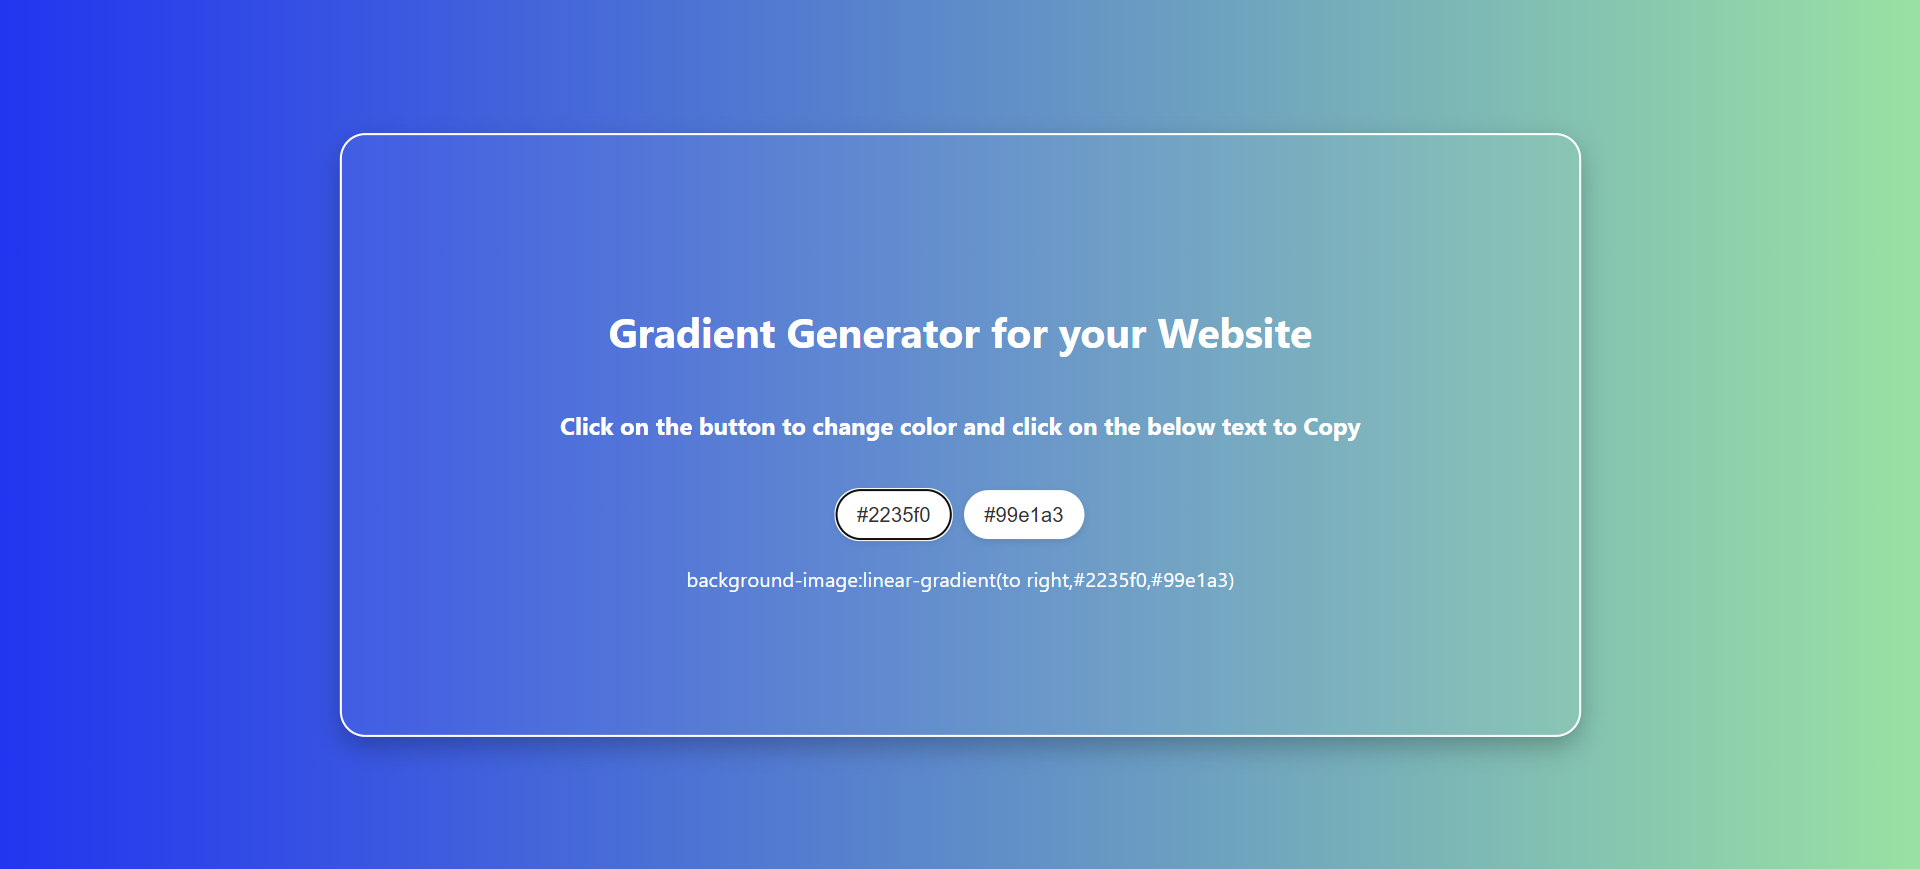 Gradient Generator for your Website
Click on the button to change color and click on the below text to Copy
#2235f0 #99e1a3
background-image:linear-gradient(to right,#2235f0,#99e1a3)